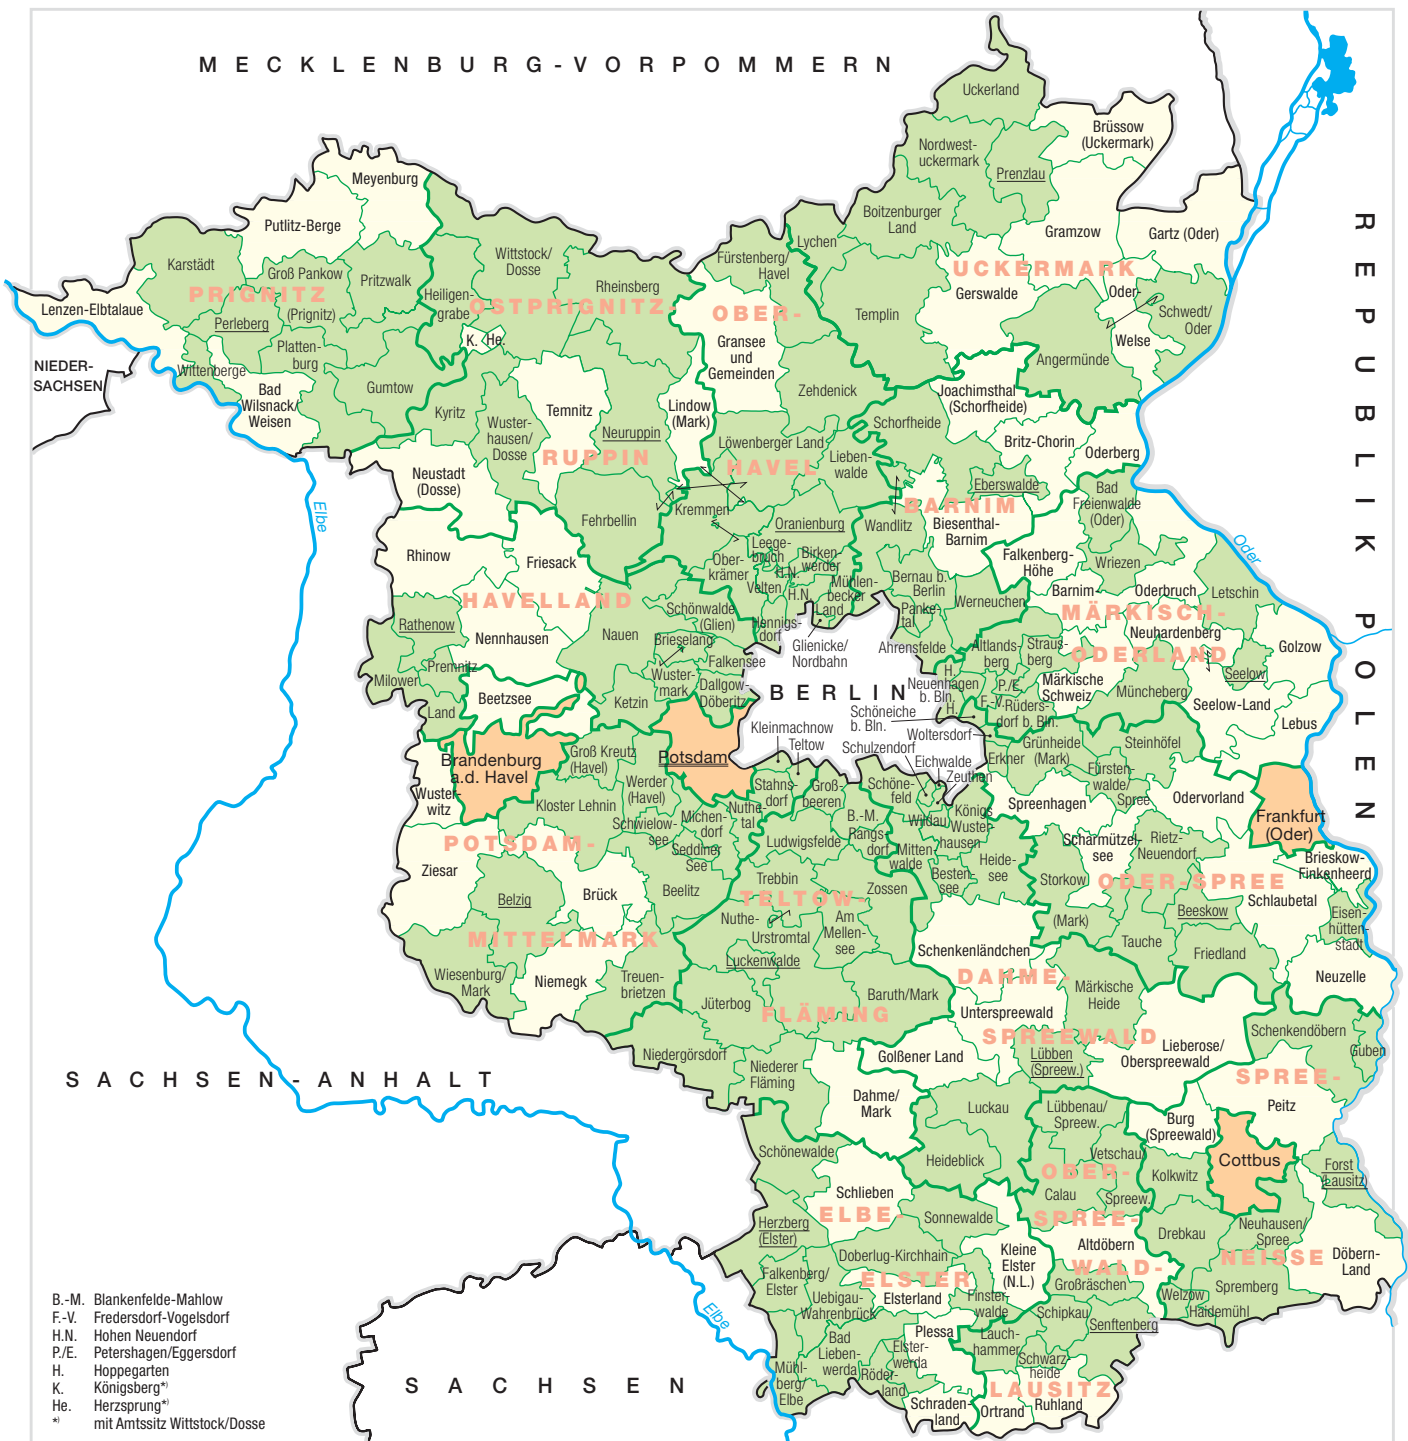 MECKLENBURG-VORPOMMERN
REPUBLIK POLEN
NIEDER-
SACHSEN
SACHSEN-ANHALT
SACHSEN
BERLIN
Elbe
Elbe
Oder
PRIGNITZ
Meyenburg
Putlitz-Berge
Karstädt
Groß Pankow
(Prignitz)
Pritzwalk
Lenzen-Elbtalaue
Perleberg
Platten-
burg
Wittenberge
Bad
Wilsnack/
Weisen
Gumtow
OSTPRIGNITZ-
RUPPIN
Wittstock/
Dosse
Rheinsberg
Heiligen-
grabe
K.
He.
Kyritz
Wuster-
hausen/
Dosse
Temnitz
Neuruppin
Lindow
(Mark)
Neustadt
(Dosse)
Fehrbellin
OBER-
HAVEL
Fürstenberg/
Havel
Gransee
und
Gemeinden
Zehdenick
Löwenberger Land
Lieben-
walde
Kremmen
Oranienburg
Leege-
bruch
Birken-
werder
Ober-
krämer
Velten
H.N.
H.N.
Mühlen-
becker
Land
Hennigs-
dorf
Glienicke/
Nordbahn
UCKERMARK
Uckerland
Brüssow
(Uckermark)
Nordwest-
uckermark
Prenzlau
Boitzenburger
Land
Lychen
Gramzow
Gartz (Oder)
Templin
Gerswalde
Oder-
Welse
Schwedt/
Oder
Angermünde
BARNIM
Joachimsthal
(Schorfheide)
Schorfheide
Britz-Chorin
Oderberg
Eberswalde
Wandlitz
Biesenthal-
Barnim
Bernau b.
Berlin
Panke-
tal
Werneuchen
Ahrensfelde
MÄRKISCH-
ODERLAND
Bad
Freienwalde
(Oder)
Falkenberg-
Höhe
Wriezen
Barnim-
Oderbruch
Letschin
Neuhardenberg
Golzow
Altlands-
berg
Straus-
berg
Seelow
Märkische
Schweiz
Müncheberg
Seelow-Land
Lebus
H.
Neuenhagen
b. Bln.
H.
P./E.
F.-V.
Rüders-
dorf b. Bln.
HAVELLAND
Rhinow
Friesack
Rathenow
Nennhausen
Nauen
Schönwalde
(Glien)
Brieselang
Falkensee
Wuster-
mark
Dallgow-
Döberitz
Premnitz
Milower
Land
Ketzin
Brandenburg
a.d. Havel
Potsdam
POTSDAM-
MITTELMARK
Beetzsee
Wuster-
witz
Groß Kreutz
(Havel)
Werder
(Havel)
Kloster Lehnin
Schwielow-
see
Michen-
dorf
Nuthe-
tal
Seddiner
See
Stahns-
dorf
Kleinmachnow
Teltow
Ziesar
Belzig
Brück
Beelitz
Wiesenburg/
Mark
Niemegk
Treuen-
brietzen
TELTOW-
FLÄMING
Groß-
beeren
Ludwigsfelde
B.-M.
Rangs-
dorf
Trebbin
Zossen
Nuthe-
Urstromtal
Am
Mellen-
see
Luckenwalde
Jüterbog
Baruth/Mark
Niedergörsdorf
Niederer
Fläming
Dahme/
Mark
DAHME-
SPREEWALD
Schöne-
feld
Schulzendorf
Eichwalde
Zeuthen
Wildau
Königs
Wuster-
hausen
Mitten-
walde
Besten-
see
Heide-
see
Schenkenländchen
Märkische
Heide
Unterspreewald
Golßener Land
Lübben
(Spreew.)
Lieberose/
Oberspreewald
Luckau
Heideblick
ODER-SPREE
Schöneiche
b. Bln.
Woltersdorf
Erkner
Grünheide
(Mark)
Steinhöfel
Fürsten-
walde/
Spree
Spreenhagen
Odervorland
Scharmützel-
see
Rietz-
Neuendorf
Storkow
(Mark)
Beeskow
Brieskow-
Finkenheerd
Schlaubetal
Eisen-
hütten-
stadt
Tauche
Friedland
Neuzelle
Frankfurt
(Oder)
SPREE-
NEISSE
Schenkendöbern
Guben
Peitz
Burg
(Spreewald)
Cottbus
Forst
(Lausitz)
Kolkwitz
Drebkau
Neuhausen/
Spree
Döbern-
Land
Spremberg
Welzow
Haidemühl
OBER-
SPREE-
WALD-
LAUSITZ
Lübbenau/
Spreew.
Vetschau/
Spreew.
Calau
Altdöbern
Großräschen
Schipkau
Senftenberg
Lauch-
hammer
Schwarz-
heide
Ortrand
Ruhland
ELBE-
ELSTER
Schönewalde
Schlieben
Herzberg
(Elster)
Sonnewalde
Doberlug-Kirchhain
Kleine
Elster
(N.L.)
Falkenberg/
Elster
Uebigau-
Wahrenbrück
Elsterland
Finster-
walde
Bad
Lieben-
werda
Plessa
Elster-
werda
Mühl-
berg/
Elbe
Röder-
land
Schraden-
land
B.-M. Blankenfelde-Mahlow
F.-V. Fredersdorf-Vogelsdorf
H.N. Hohen Neuendorf
P./E. Petershagen/Eggersdorf
H. Hoppegarten
K. Königsberg*)
He. Herzsprung*)
*) mit Amtssitz Wittstock/Dosse